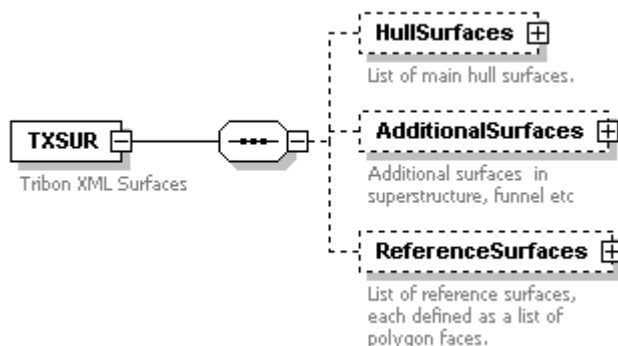 HullSurfaces
List of main hull surfaces.
TXSUR
Tribon XML Surfaces
AdditionalSurfaces
Additional surfaces in
superstructure, funnel etc
ReferenceSurfaces
List of reference surfaces,
each defined as a list of
polygon faces.